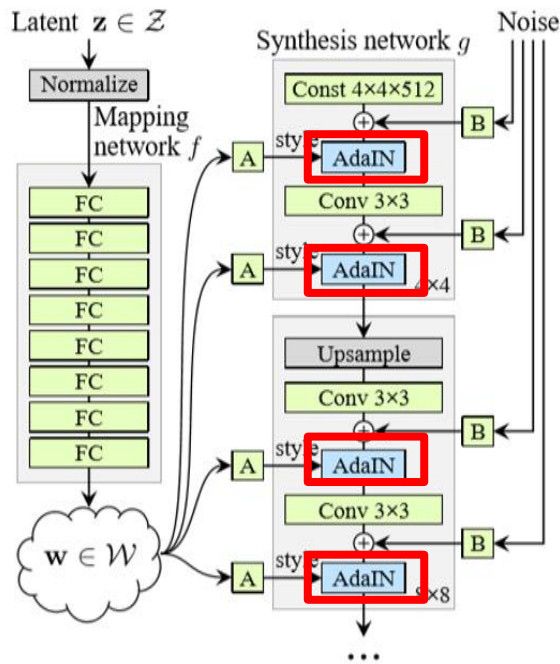 Latent z ∈ Z
Normalize
Mapping
network f
FC
FC
FC
FC
FC
FC
FC
FC
w ∈ W
Synthesis network g
Noise
Const 4×4×512
B
A
style
AdaIN
Conv 3×3
B
A
style
AdaIN
4×4
Upsample
Conv 3×3
B
A
style
AdaIN
Conv 3×3
B
A
style
AdaIN
8×8
...